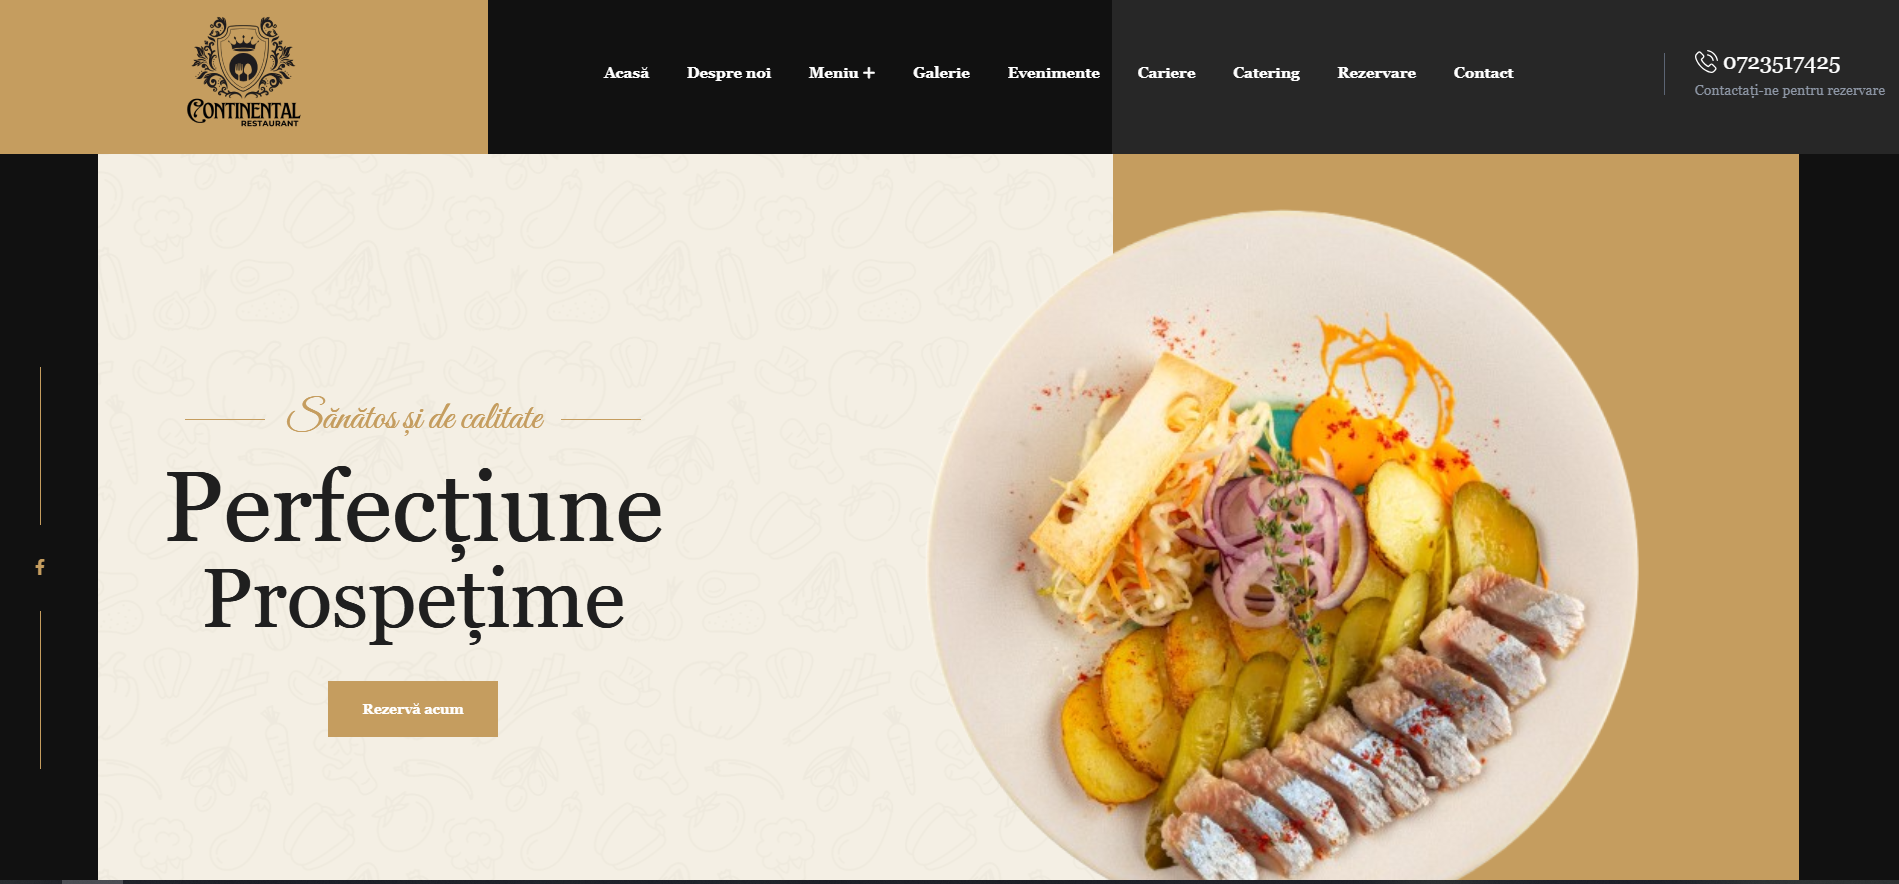 CONTINENTAL
RESTAURANT
Acasă Despre noi Meniu + Galerie Evenimente Cariere Catering Rezervare Contact
0723517425
Contactați-ne pentru rezervare
Sănătos și de calitate
Perfecțiune
Prospețime
Rezervă acum